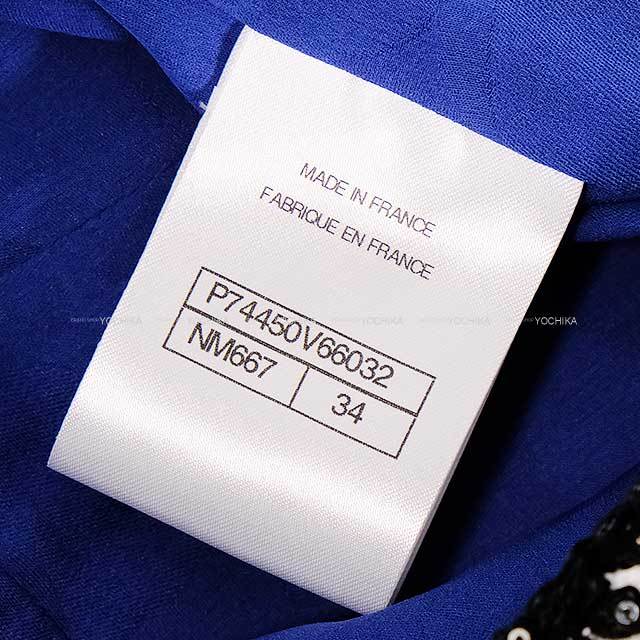 MADE IN FRANCE
FABRIQUE EN FRANCE
P74450V66032
NM667 34
YOCHIKA YOCHIKA YOCHIKA